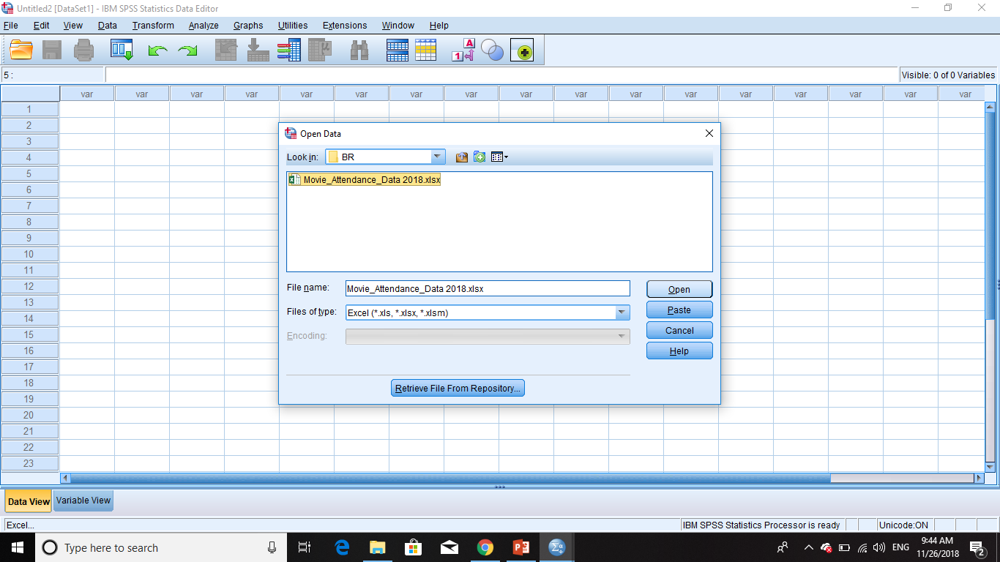 Untitled2 [DataSet1] - IBM SPSS Statistics Data Editor
File Edit View Data Transform Analyze Graphs Utilities Extensions Window Help
5 :
Visible: 0 of 0 Variables
var var var var var var var var var var var var var var var var var
1
2
3
4
5
6
7
8
9
10
11
12
13
14
15
16
17
18
19
20
21
22
23
Open Data
Look in: BR
Movie_Attendance_Data 2018.xlsx
File name: Movie_Attendance_Data 2018.xlsx
Open
Files of type: Excel (*.xls, *.xlsx, *.xlsm)
Paste
Encoding:
Cancel
Help
Retrieve File From Repository...
Data View Variable View
Excel... IBM SPSS Statistics Processor is ready Unicode:ON
Type here to search
ENG
9:44 AM
11/26/2018
2